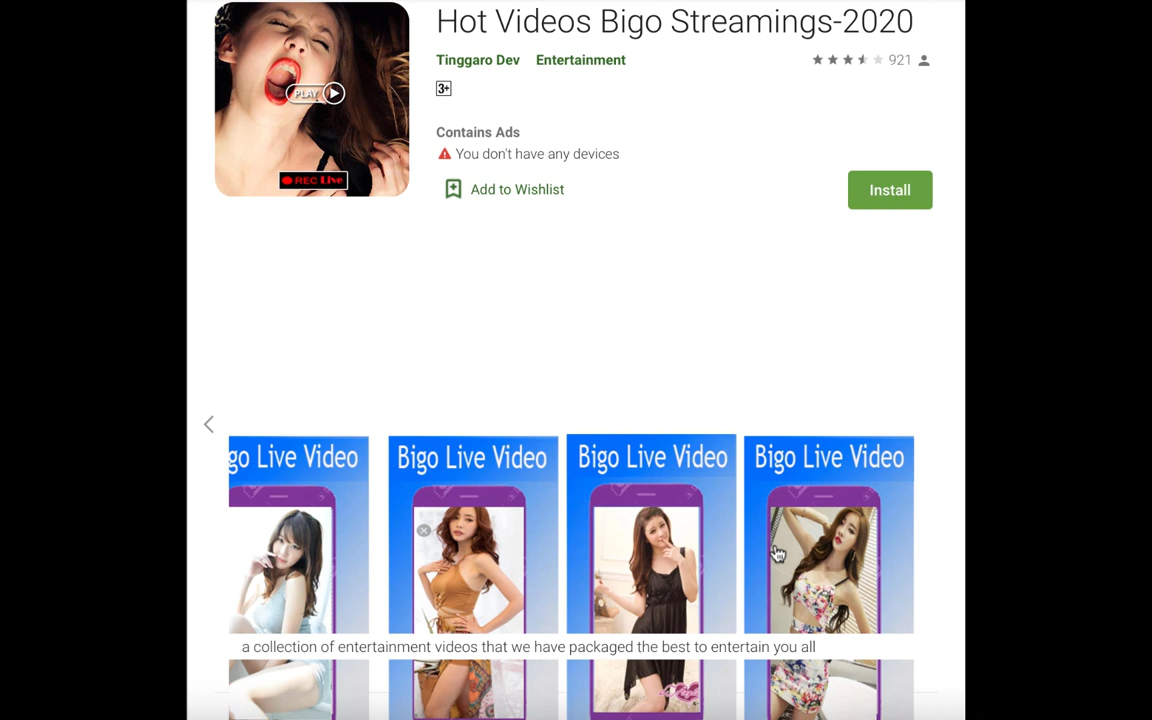 Hot Videos Bigo Streamings-2020
Tinggaro Dev Entertainment 921
3+
PLAY
Contains Ads
You don't have any devices
REC Live
Add to Wishlist
Install
go Live Video
Bigo Live Video
Bigo Live Video
Bigo Live Video
a collection of entertainment videos that we have packaged the best to entertain you all